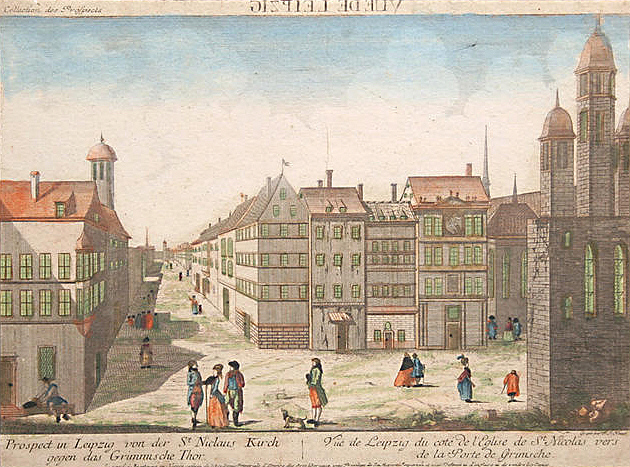 Collection des Prospects
VUE DE LEIPZIG
Prospect in Leipzig von der St Niclaus Kirch
gegen das Grimmische Thor.
Vüe de Leipzig du coté de l'Eglise de St Nicolas vers
de la Porte de Grimsche.